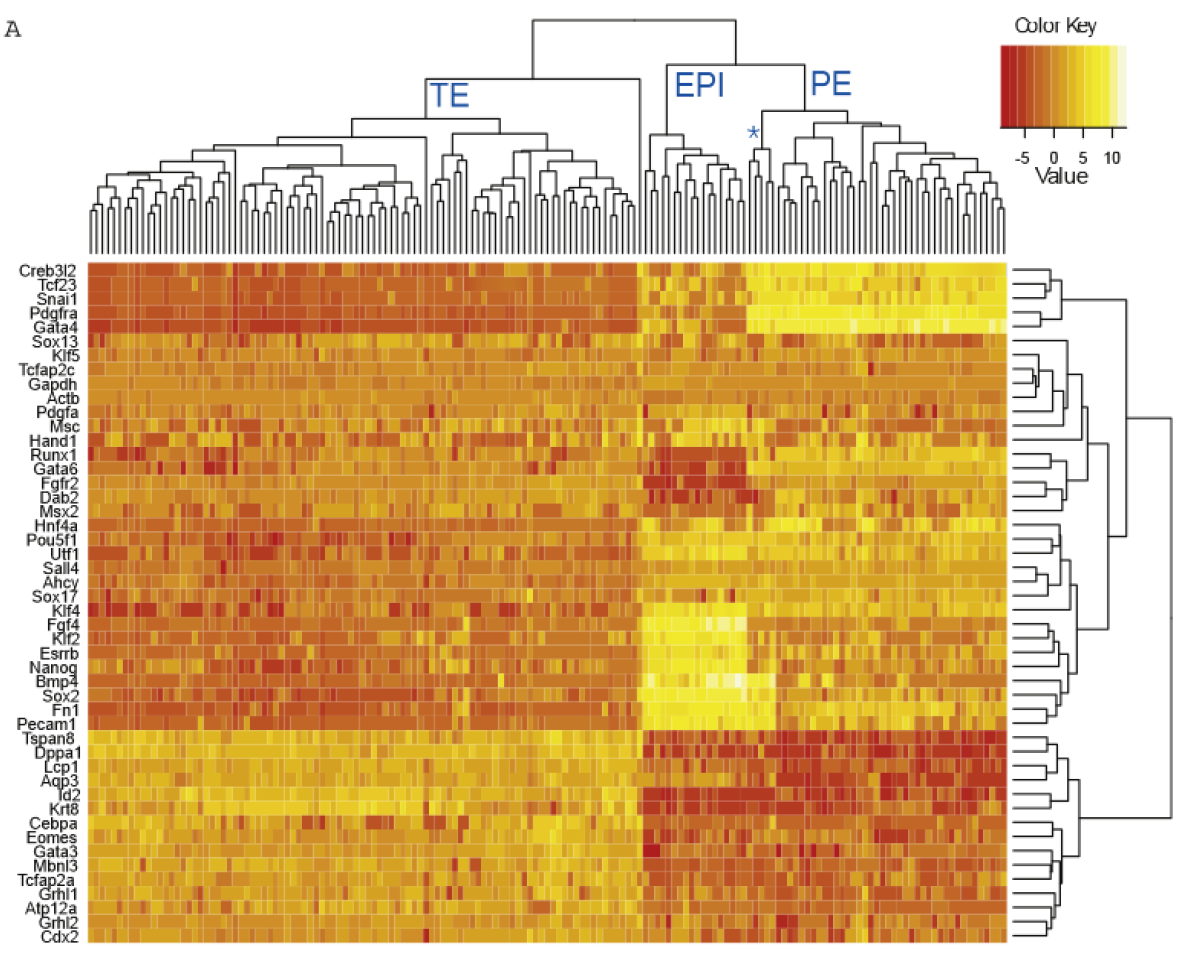 A
Color Key
TE
EPI
PE
*
-5 0 5 10
Value
Creb3l2
Tcf23
Snai1
Pdgfra
Gata4
Sox13
Klf5
Tcfap2c
Gapdh
Actb
Pdgfa
Msc
Hand1
Runx1
Gata6
Fgfr2
Dab2
Msx2
Hnf4a
Pou5f1
Utf1
Sall4
Ahcy
Sox17
Klf4
Fgf4
Klf2
Esrrb
Nanog
Bmp4
Sox2
Fn1
Pecam1
Tspan8
Dppa1
Lcp1
Aqp3
Id2
Krt8
Cebpa
Eomes
Gata3
Mbnl3
Tcfap2a
Grhl1
Atp12a
Grhl2
Cdx2